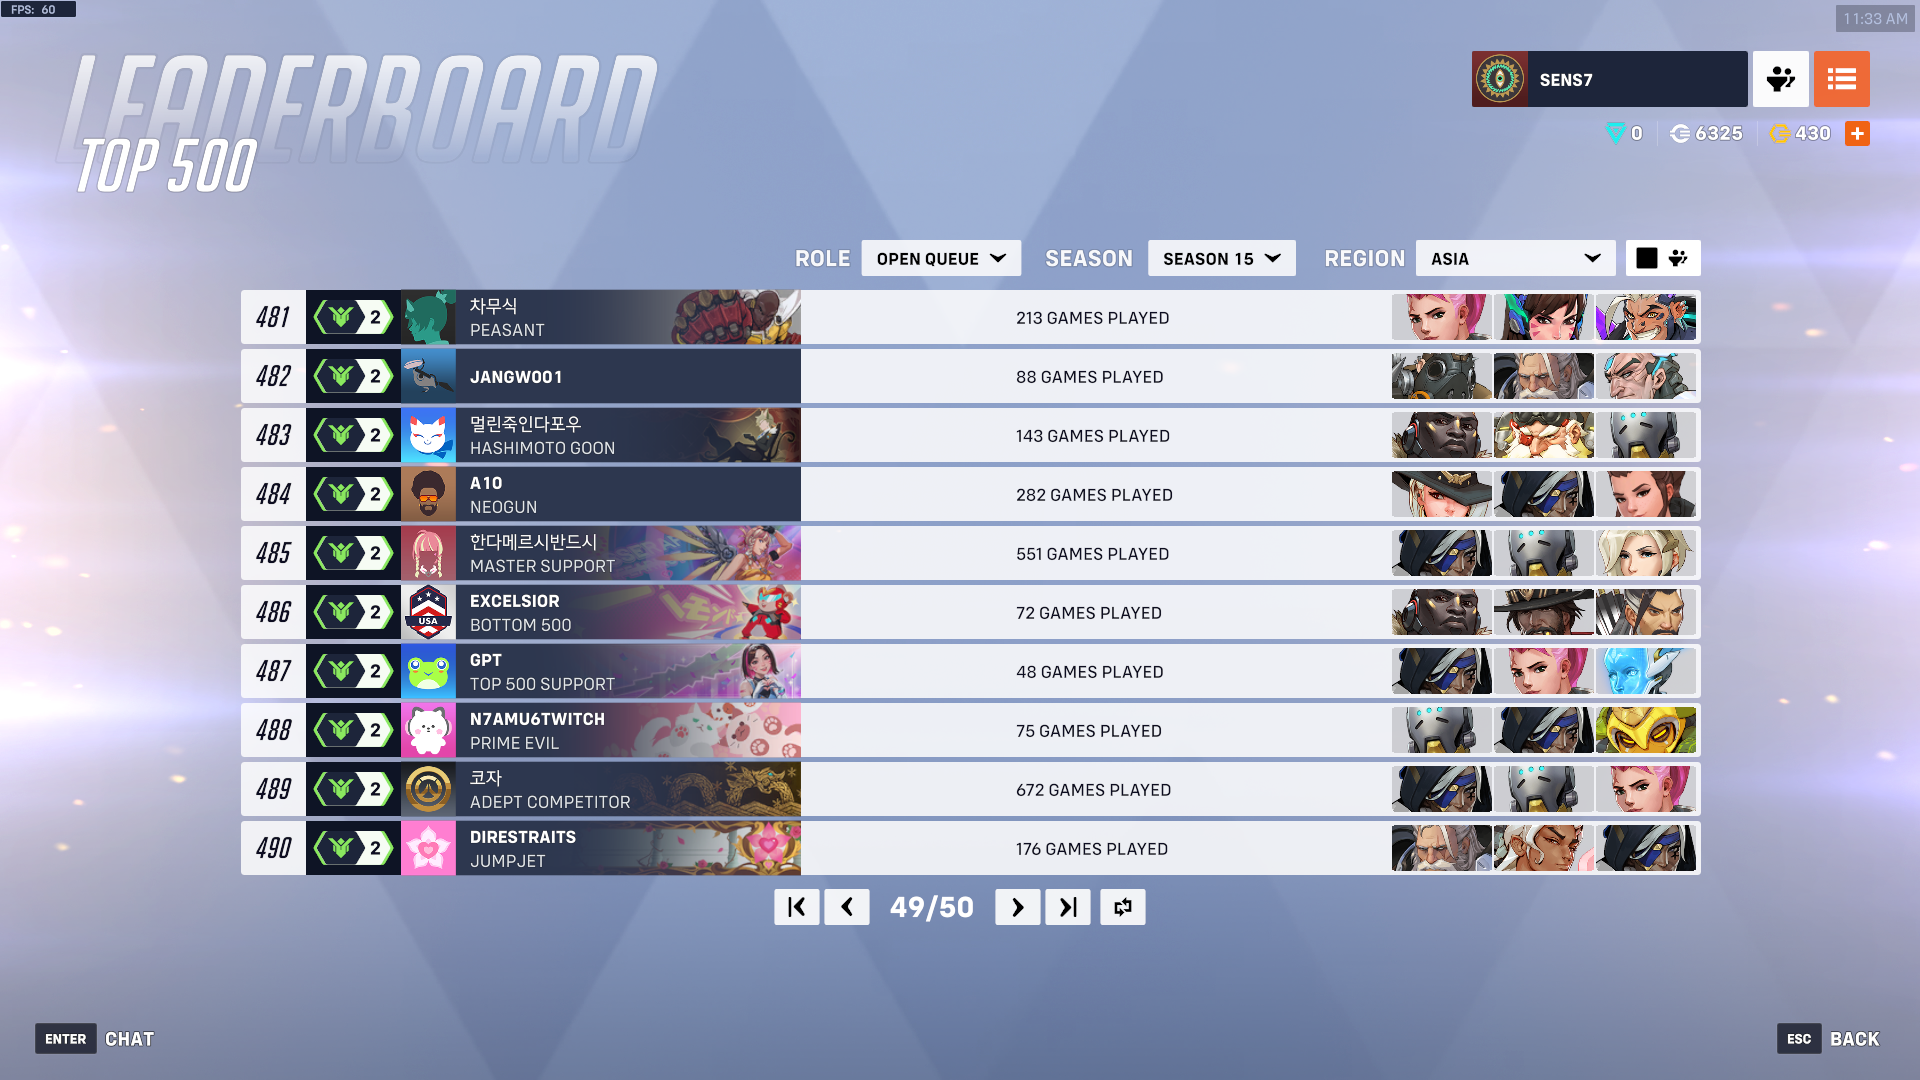 FPS: 60
11:33 AM
LEADERBOARD
TOP 500
SENS7
0
6325
430
ROLE
OPEN QUEUE
SEASON
SEASON 15
REGION
ASIA
481
2
차무식
PEASANT
213 GAMES PLAYED
482
2
JANGWOO1
88 GAMES PLAYED
483
2
멀린죽인다포우
HASHIMOTO GOON
143 GAMES PLAYED
484
2
A10
NEOGUN
282 GAMES PLAYED
485
2
한다메르시반드시
MASTER SUPPORT
551 GAMES PLAYED
486
2
USA
EXCELSIOR
BOTTOM 500
72 GAMES PLAYED
487
2
GPT
TOP 500 SUPPORT
48 GAMES PLAYED
488
2
N7AMU6TWITCH
PRIME EVIL
75 GAMES PLAYED
489
2
코자
ADEPT COMPETITOR
672 GAMES PLAYED
490
2
DIRESTRAITS
JUMPJET
176 GAMES PLAYED
49/50
ENTER
CHAT
ESC
BACK